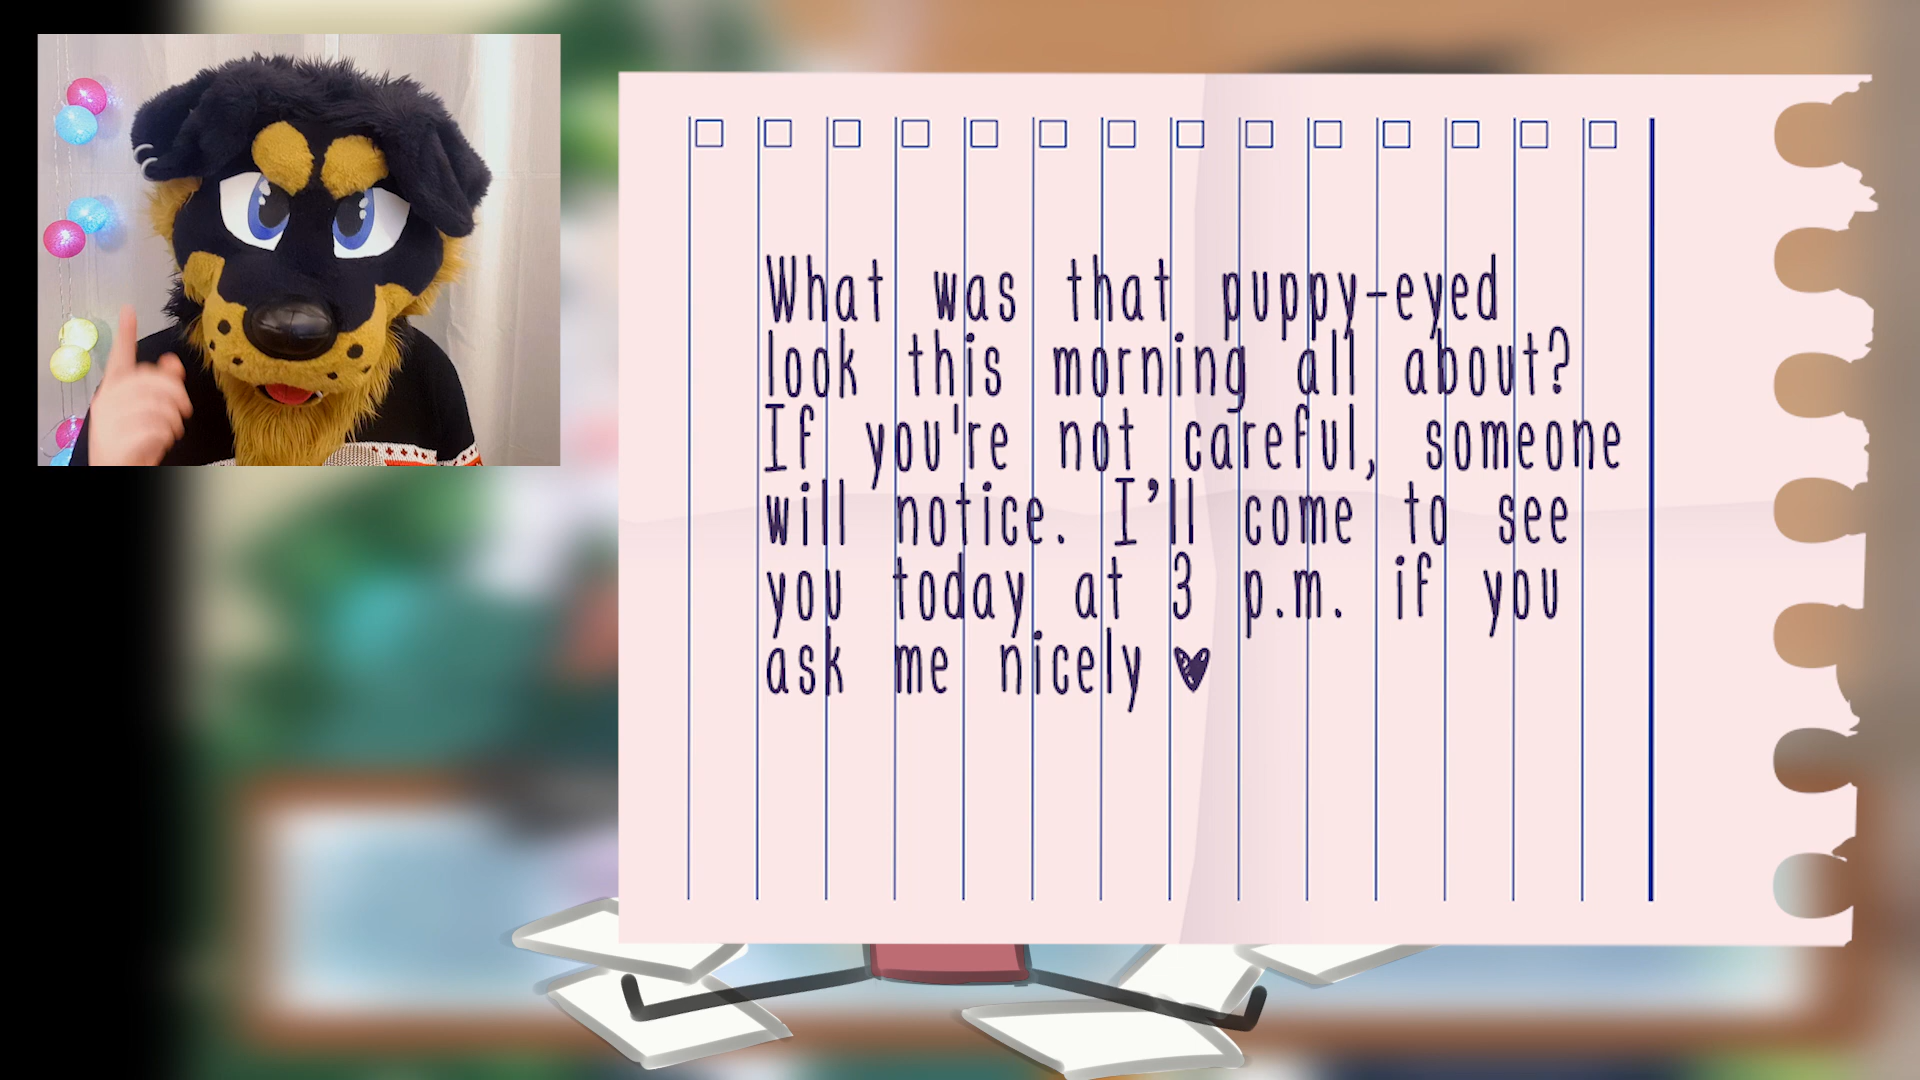 What was that puppy-eyed
look this morning all about?
If you're not careful, someone
will notice. I’ll come to see
you today at 3 p.m. if you
ask me nicely ♥